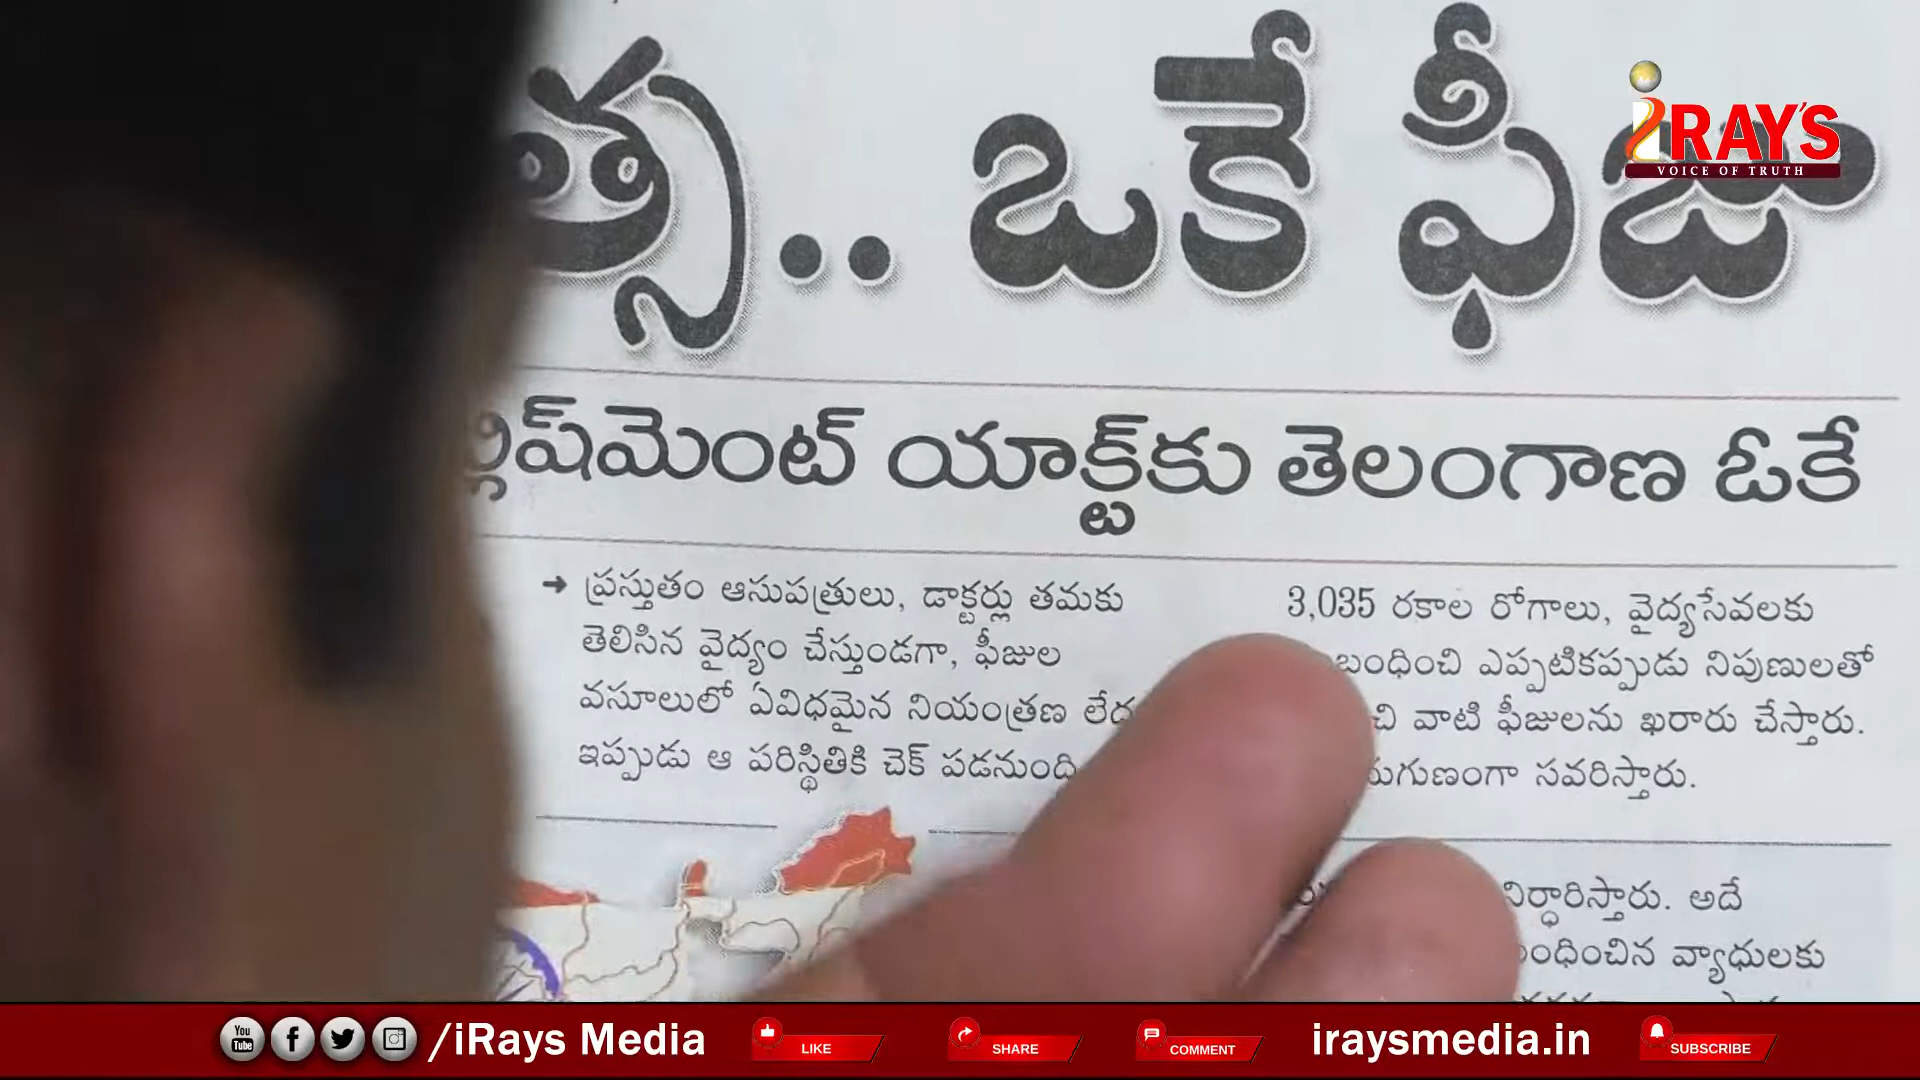 ఒకే ఫీజు
iRAY'S
VOICE OF TRUTH
యాక్ట్‌కు తెలంగాణ ఓకే
→ ప్రస్తుతం ఆసుపత్రులు, డాక్టర్లు తమకు
తెలిసిన వైద్యం చేస్తుండగా, ఫీజుల
వసూలులో ఏవిధమైన నియంత్రణ
ఇప్పుడు ఆ పరిస్థితికి చెక్ పడనుంది
3,035 రకాల రోగాలు, వైద్యసేవలకు
ఎప్పటికప్పుడు నిపుణులతో
వాటి ఫీజులను ఖరారు చేస్తారు.
సవరిస్తారు.
నిర్ధారిస్తారు. అదే
వ్యాధులకు
You Tube
/iRays Media
LIKE
SHARE
COMMENT
iraysmedia.in
SUBSCRIBE